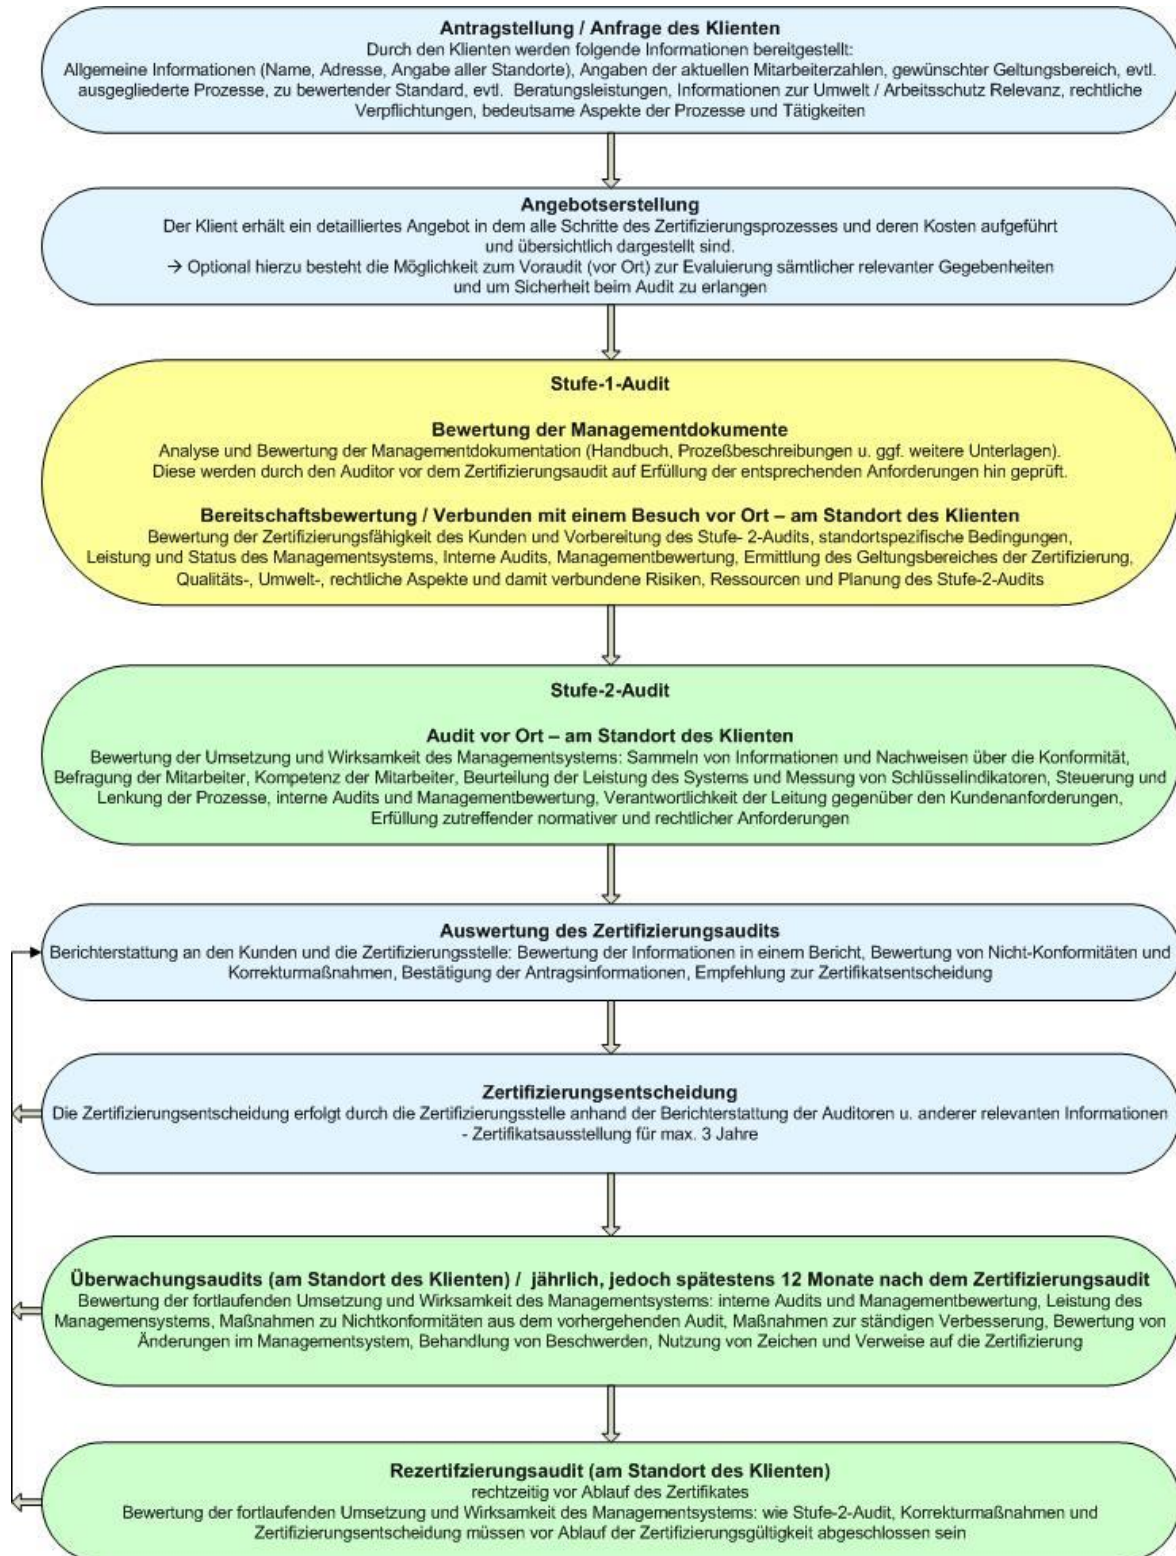 Antragstellung / Anfrage des Klienten
Durch den Klienten werden folgende Informationen bereitgestellt:
Allgemeine Informationen (Name, Adresse, Angabe aller Standorte), Angaben der aktuellen Mitarbeiterzahlen, gewünschter Geltungsbereich, evtl.
ausgegliederte Prozesse, zu bewertender Standard, evtl. Beratungsleistungen, Informationen zur Umwelt / Arbeitsschutz Relevanz, rechtliche
Verpflichtungen, bedeutsame Aspekte der Prozesse und Tätigkeiten
Angebotserstellung
Der Klient erhält ein detailliertes Angebot in dem alle Schritte des Zertifizierungsprozesses und deren Kosten aufgeführt
und übersichtlich dargestellt sind.
→ Optional hierzu besteht die Möglichkeit zum Voraudit (vor Ort) zur Evaluierung sämtlicher relevanter Gegebenheiten
und um Sicherheit beim Audit zu erlangen
Stufe-1-Audit
Bewertung der Managementdokumente
Analyse und Bewertung der Managementdokumentation (Handbuch, Prozeßbeschreibungen u. ggf. weitere Unterlagen).
Diese werden durch den Auditor vor dem Zertifizierungsaudit auf Erfüllung der entsprechenden Anforderungen hin geprüft.
Bereitschaftsbewertung / Verbunden mit einem Besuch vor Ort – am Standort des Klienten
Bewertung der Zertifizierungsfähigkeit des Kunden und Vorbereitung des Stufe- 2-Audits, standortspezifische Bedingungen,
Leistung und Status des Managementsystems, Interne Audits, Managementbewertung, Ermittlung des Geltungsbereiches der Zertifizierung,
Qualitäts-, Umwelt-, rechtliche Aspekte und damit verbundene Risiken, Ressourcen und Planung des Stufe-2-Audits
Stufe-2-Audit
Audit vor Ort – am Standort des Klienten
Bewertung der Umsetzung und Wirksamkeit des Managementsystems: Sammeln von Informationen und Nachweisen über die Konformität,
Befragung der Mitarbeiter, Kompetenz der Mitarbeiter, Beurteilung der Leistung des Systems und Messung von Schlüsselindikatoren, Steuerung und
Lenkung der Prozesse, interne Audits und Managementbewertung, Verantwortlichkeit der Leitung gegenüber den Kundenanforderungen,
Erfüllung zutreffender normativer und rechtlicher Anforderungen
Auswertung des Zertifizierungsaudits
Berichterstattung an den Kunden und die Zertifizierungsstelle: Bewertung der Informationen in einem Bericht, Bewertung von Nicht-Konformitäten und
Korrekturmaßnahmen, Bestätigung der Antragsinformationen, Empfehlung zur Zertifikatsentscheidung
Zertifizierungsentscheidung
Die Zertifizierungsentscheidung erfolgt durch die Zertifizierungsstelle anhand der Berichterstattung der Auditoren u. anderer relevanten Informationen
- Zertifikatsausstellung für max. 3 Jahre
Überwachungsaudits (am Standort des Klienten) / jährlich, jedoch spätestens 12 Monate nach dem Zertifizierungsaudit
Bewertung der fortlaufenden Umsetzung und Wirksamkeit des Managementsystems: interne Audits und Managementbewertung, Leistung des
Managemensystems, Maßnahmen zu Nichtkonformitäten aus dem vorhergehenden Audit, Maßnahmen zur ständigen Verbesserung, Bewertung von
Änderungen im Managementsystem, Behandlung von Beschwerden, Nutzung von Zeichen und Verweise auf die Zertifizierung
Rezertifzierungsaudit (am Standort des Klienten)
rechtzeitig vor Ablauf des Zertifikates
Bewertung der fortlaufenden Umsetzung und Wirksamkeit des Managementsystems: wie Stufe-2-Audit, Korrekturmaßnahmen und
Zertifizierungsentscheidung müssen vor Ablauf der Zertifizierungsgültigkeit abgeschlossen sein